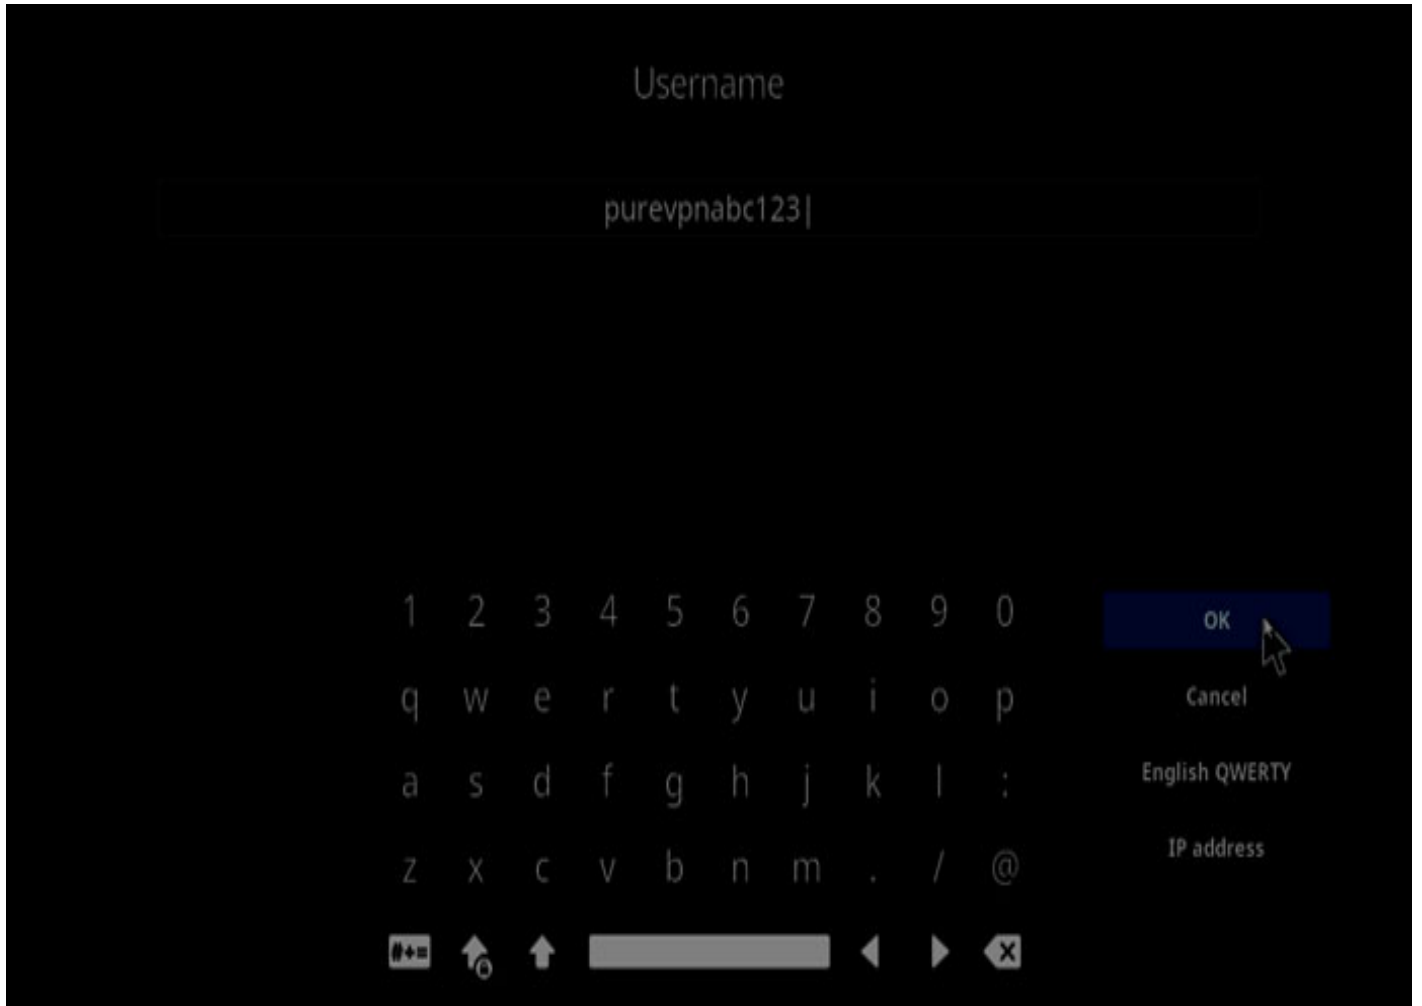 Username
purevpnabc123
1 2 3 4 5 6 7 8 9 0
OK
q w e r t y u i o p
Cancel
a s d f g h j k l :
English QWERTY
z x c v b n m . / @
IP address
#+=